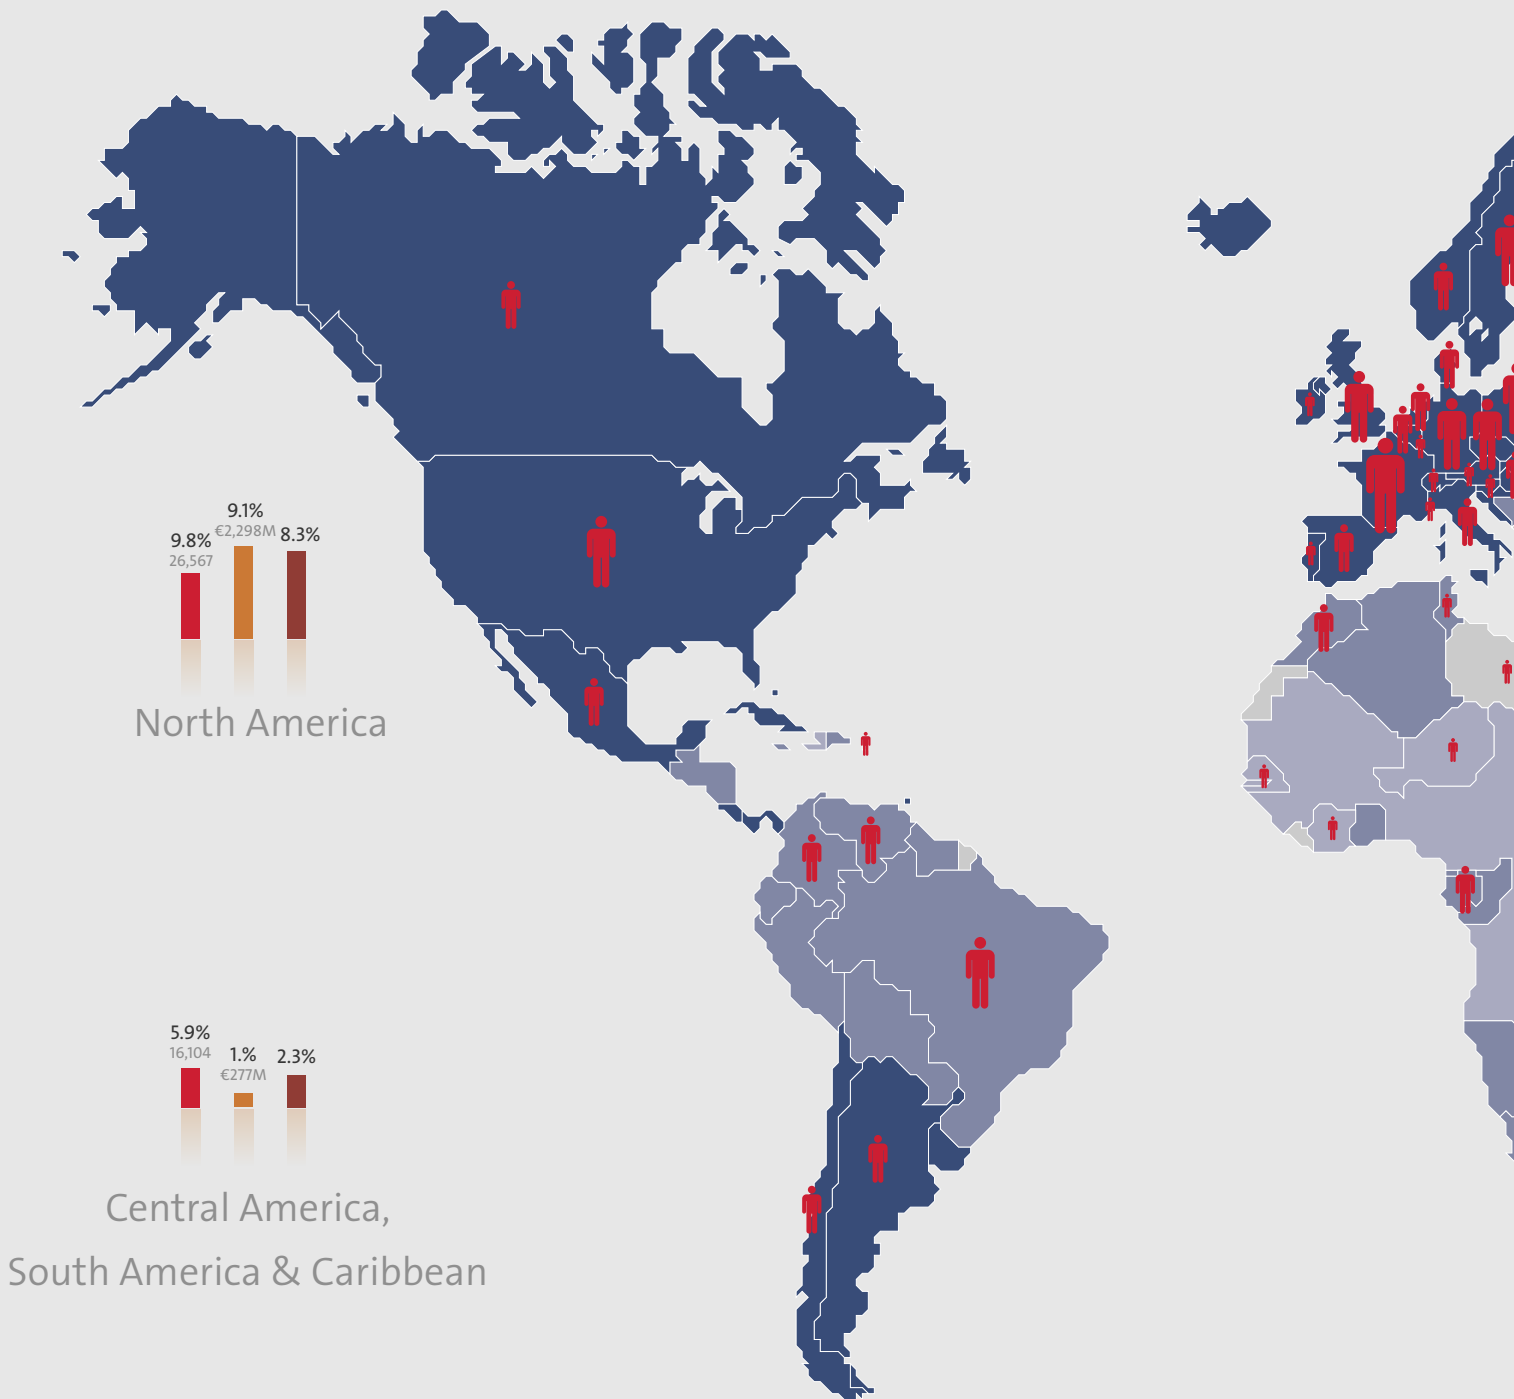 9.1%
€2,298M
9.8%
26,567
8.3%
North America
5.9%
16,104
1.%
€277M
2.3%
Central America,
South America & Caribbean